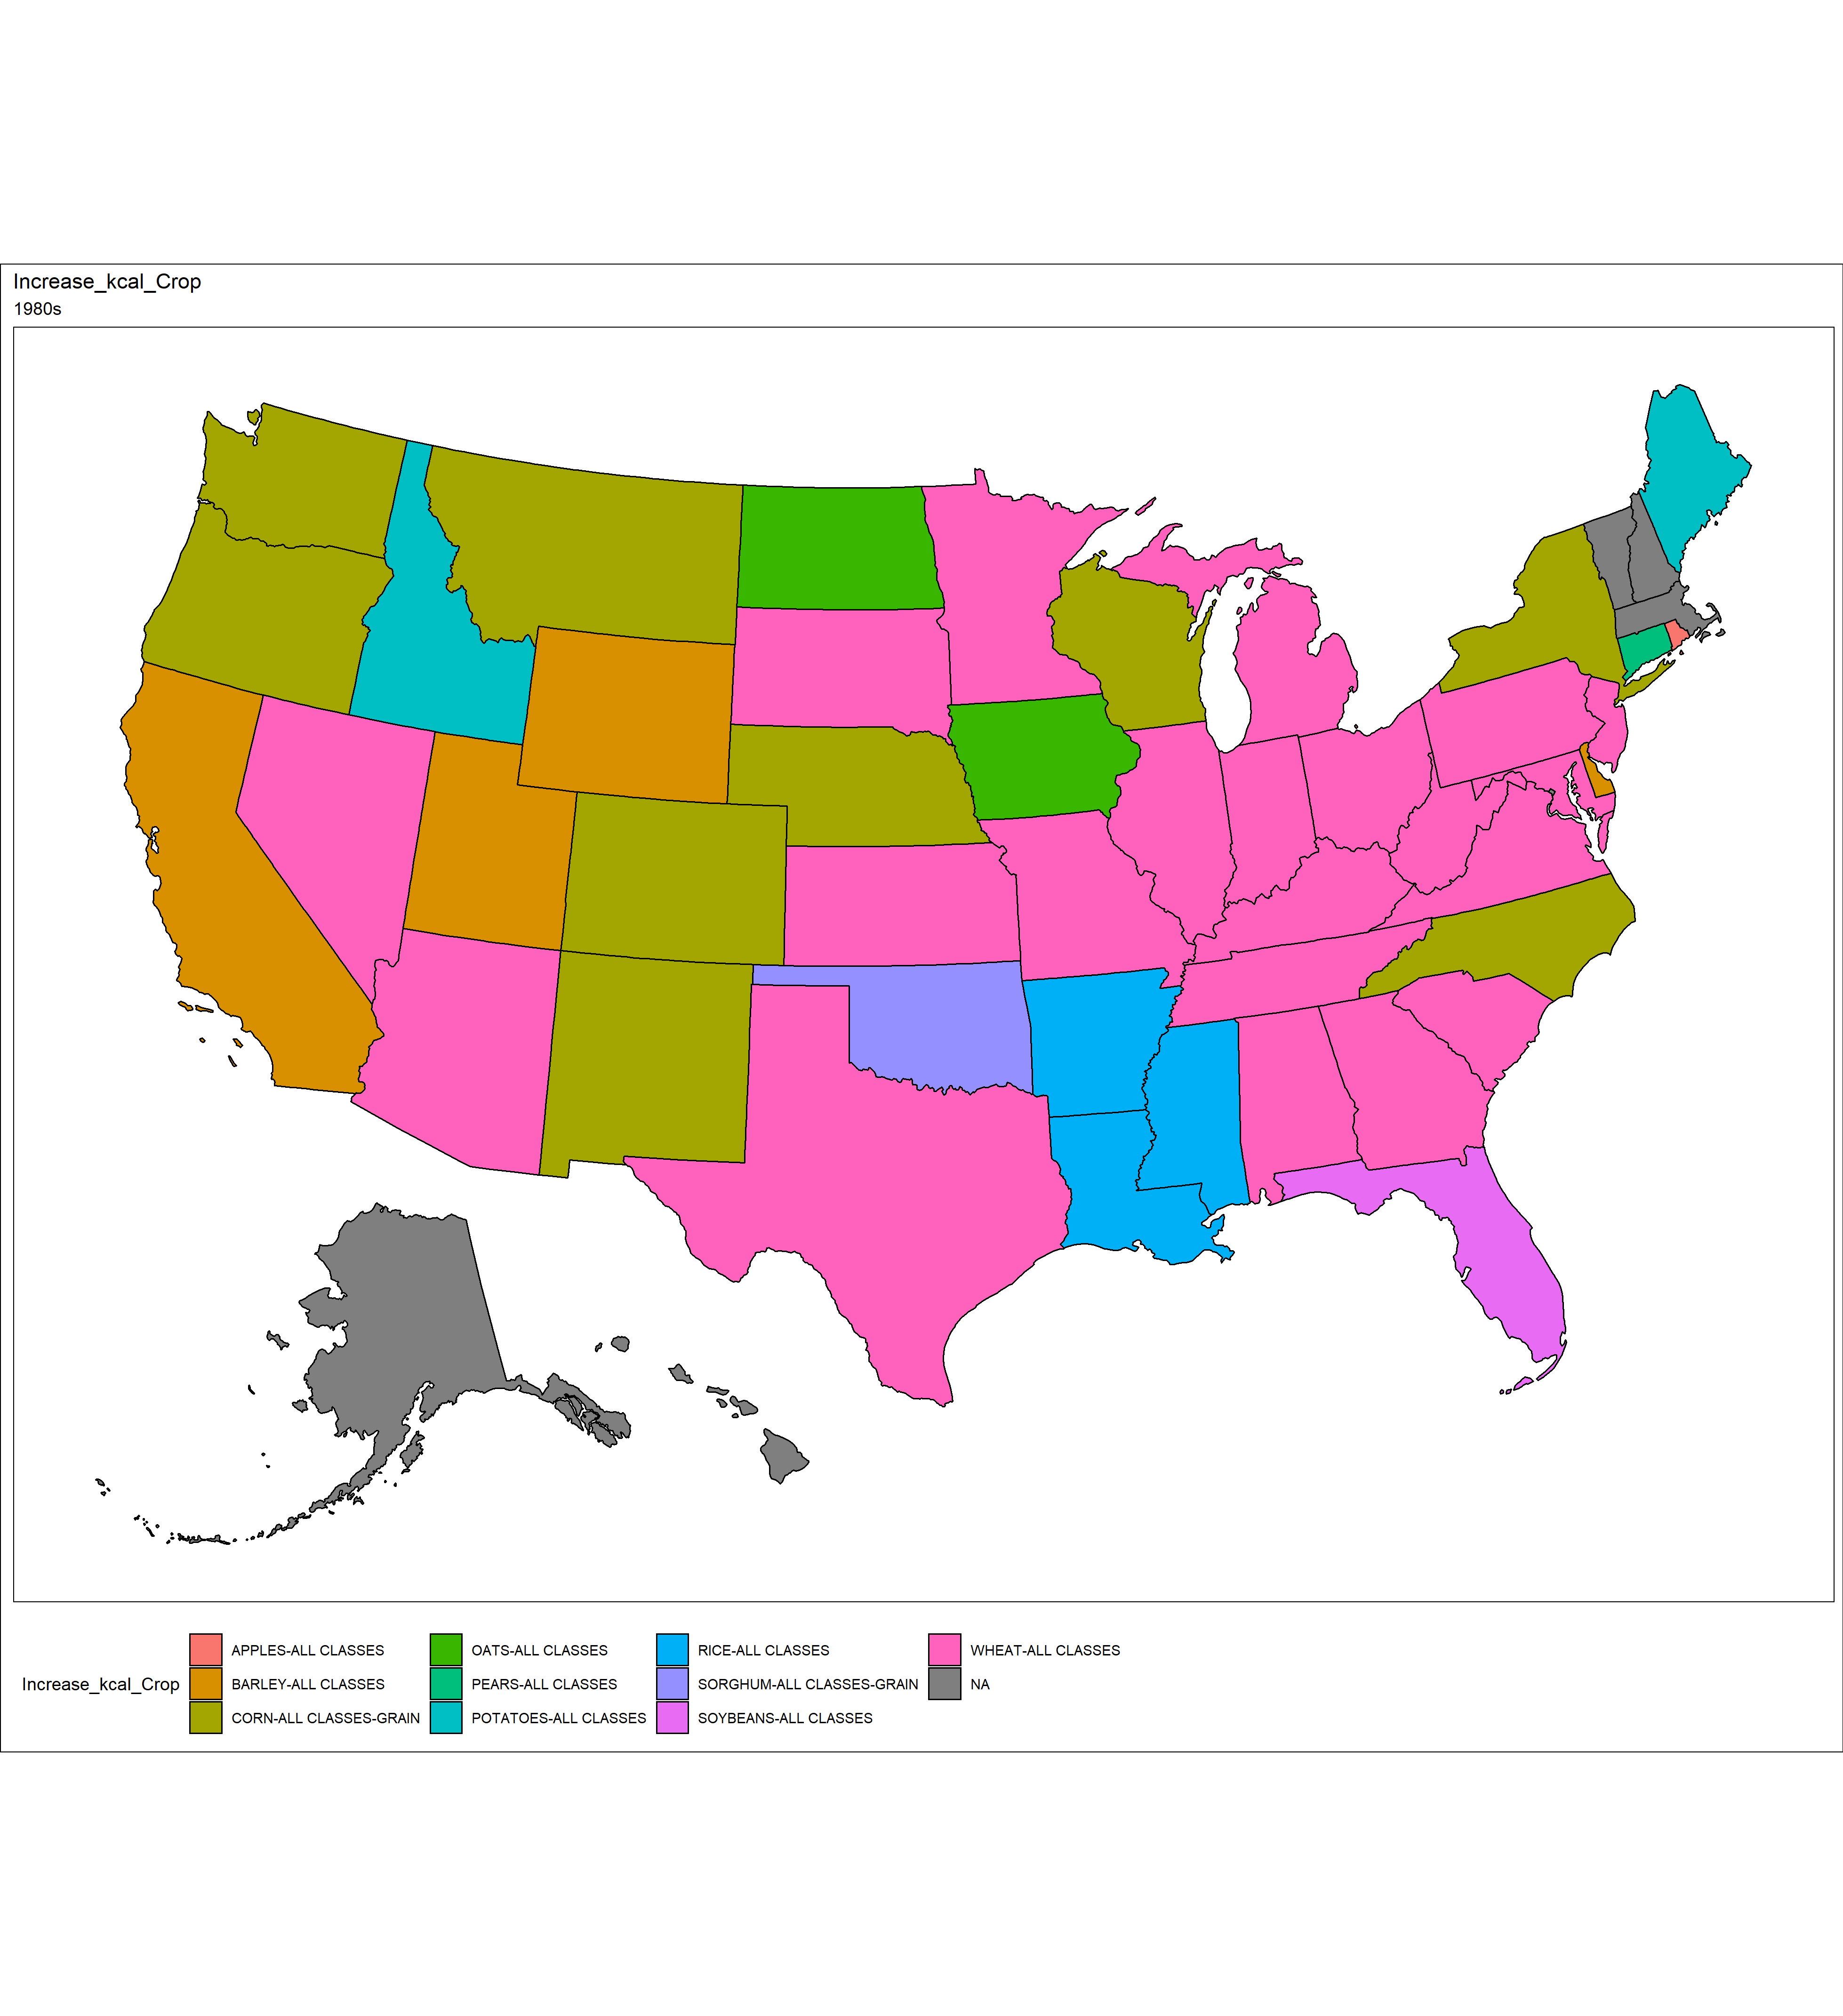 Increase_kcal_Crop
1980s
Increase_kcal_Crop
APPLES-ALL CLASSES
BARLEY-ALL CLASSES
CORN-ALL CLASSES-GRAIN
OATS-ALL CLASSES
PEARS-ALL CLASSES
POTATOES-ALL CLASSES
RICE-ALL CLASSES
SORGHUM-ALL CLASSES-GRAIN
SOYBEANS-ALL CLASSES
WHEAT-ALL CLASSES
NA